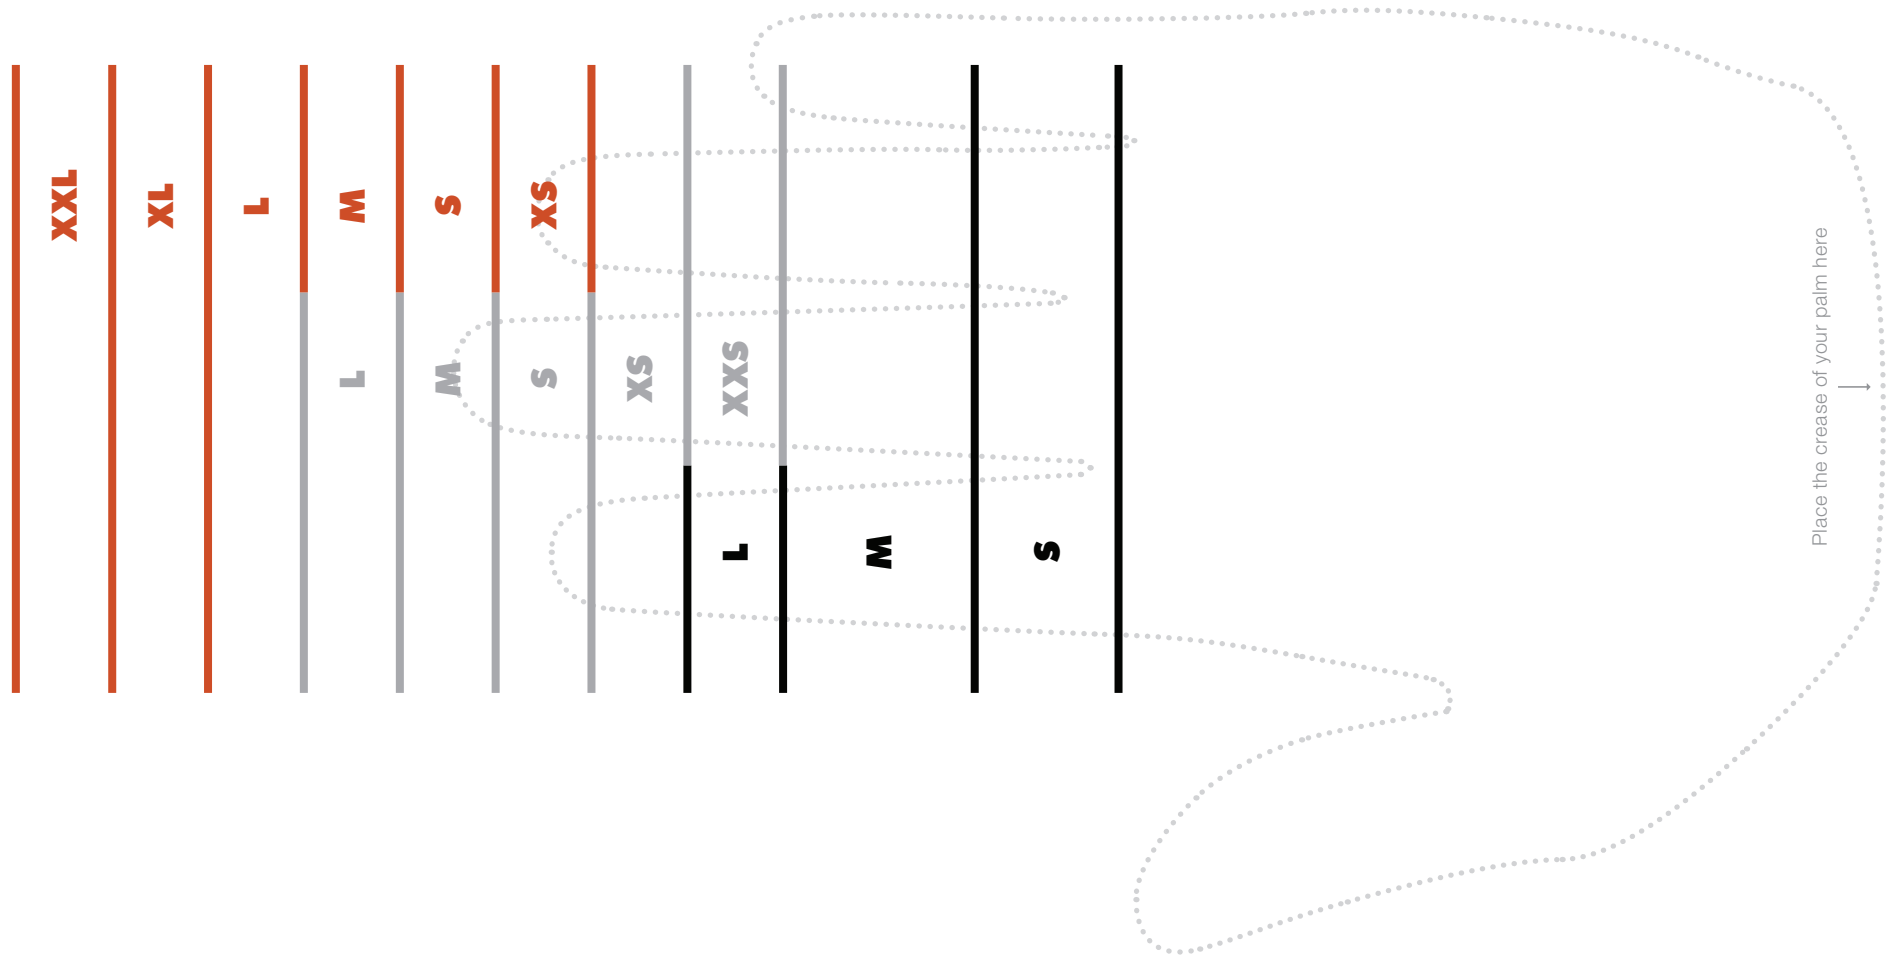 XXL
XL
L
M
S
XS
L
M
S
XS
XXS
L
M
S
Place the crease of your palm here